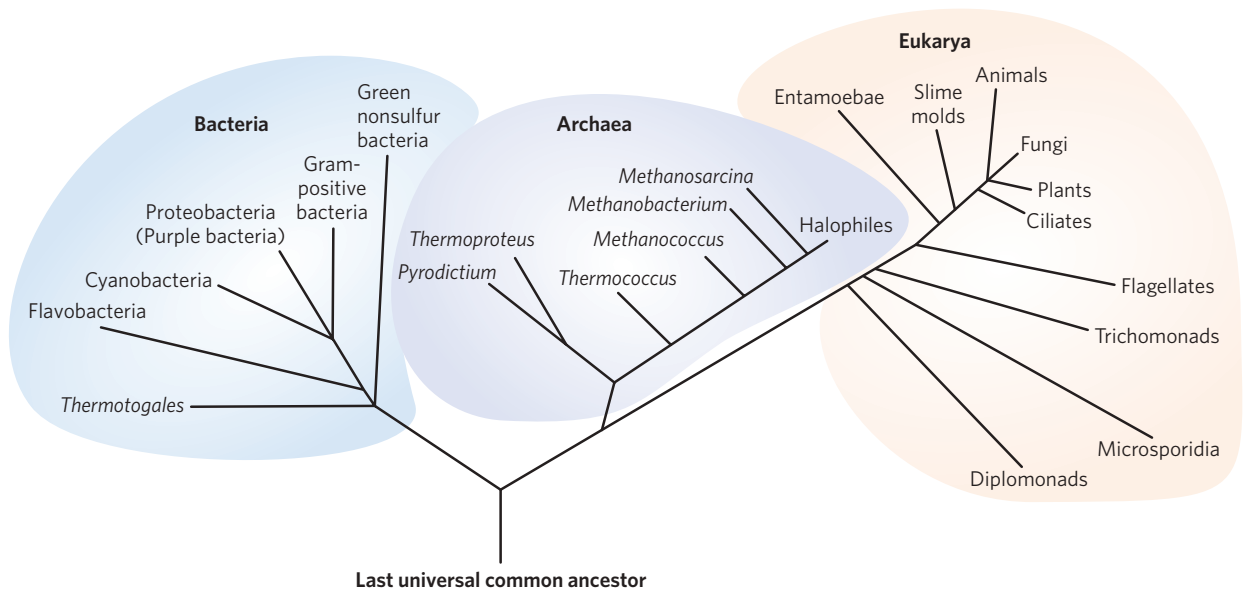 Eukarya
Bacteria
Archaea
Green
nonsulfur
bacteria
Gram-
positive
bacteria
Proteobacteria
(Purple bacteria)
Cyanobacteria
Flavobacteria
Thermotogales
Methanosarcina
Methanobacterium
Halophiles
Thermoproteus
Methanococcus
Pyrodictium
Thermococcus
Entamoebae
Slime
molds
Animals
Fungi
Plants
Ciliates
Flagellates
Trichomonads
Microsporidia
Diplomonads
Last universal common ancestor